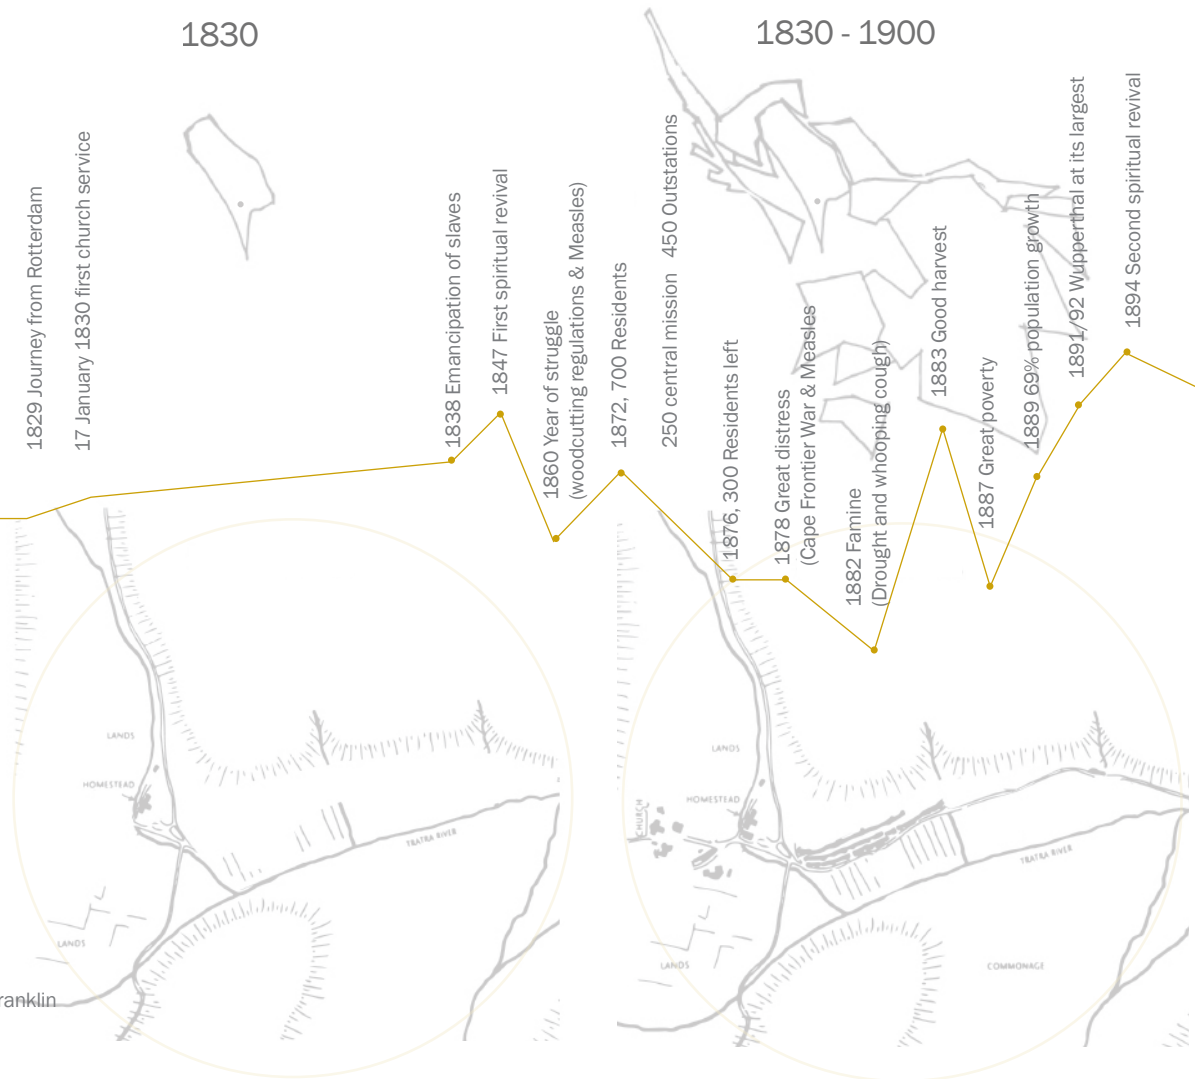 1830
1830 - 1900
1829 Journey from Rotterdam
17 January 1830 first church service
1838 Emancipation of slaves
1847 First spiritual revival
1860 Year of struggle
(woodcutting regulations & Measles)
1872, 700 Residents
250 central mission   450 Outstations
1876, 300 Residents left
1878 Great distress
(Cape Frontier War & Measles
1882 Famine
(Drought and whooping cough)
1883 Good harvest
1887 Great poverty
1889 69% population growth
1891/92 Wupperthal at its largest
1894 Second spiritual revival
LANDS
HOMESTEAD
TRATRA RIVER
LANDS
ranklin
LANDS
HOMESTEAD
CHURCH
TRATRA RIVER
LANDS
COMMONAGE